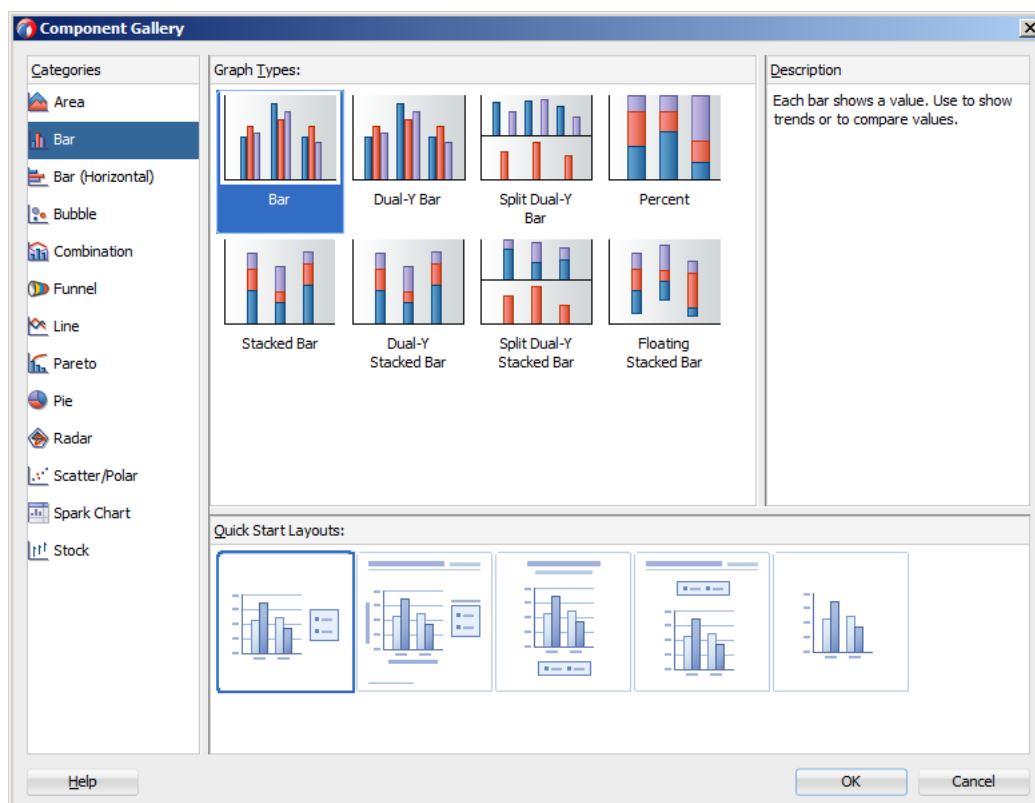 Component Gallery
Categories
Area
Bar
Bar (Horizontal)
Bubble
Combination
Funnel
Line
Pareto
Pie
Radar
Scatter/Polar
Spark Chart
Stock
Graph Types:
Bar
Dual-Y Bar
Split Dual-Y
Bar
Percent
Stacked Bar
Dual-Y
Stacked Bar
Split Dual-Y
Stacked Bar
Floating
Stacked Bar
Description
Each bar shows a value. Use to show
trends or to compare values.
Quick Start Layouts:
Help
OK
Cancel